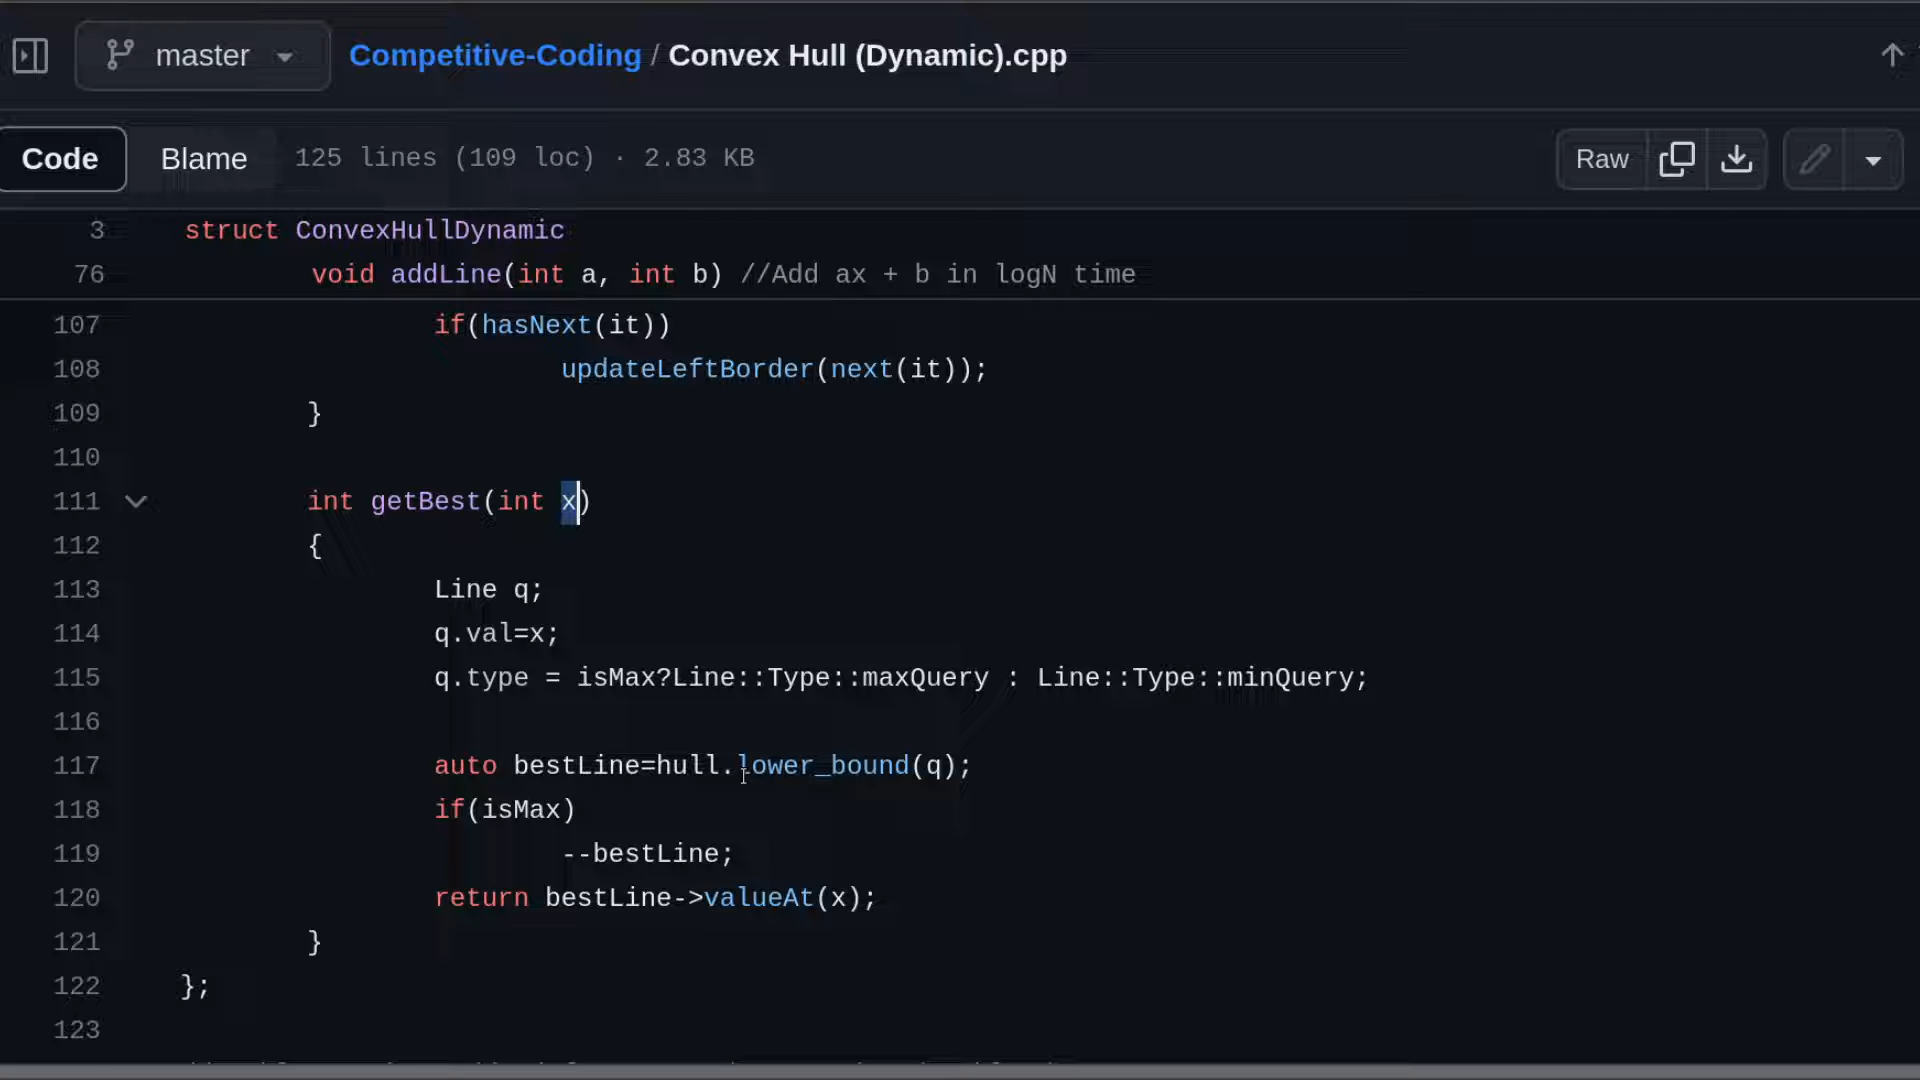 master Competitive-Coding / Convex Hull (Dynamic).cpp
Code Blame 125 lines (109 loc) · 2.83 KB Raw
3 struct ConvexHullDynamic
76 void addLine(int a, int b) //Add ax + b in logN time
107 if(hasNext(it))
108 updateLeftBorder(next(it));
109 }
110
111 int getBest(int x)
112 {
113 Line q;
114 q.val=x;
115 q.type = isMax?Line::Type::maxQuery : Line::Type::minQuery;
116
117 auto bestLine=hull.lower_bound(q);
118 if(isMax)
119 --bestLine;
120 return bestLine->valueAt(x);
121 }
122 };
123